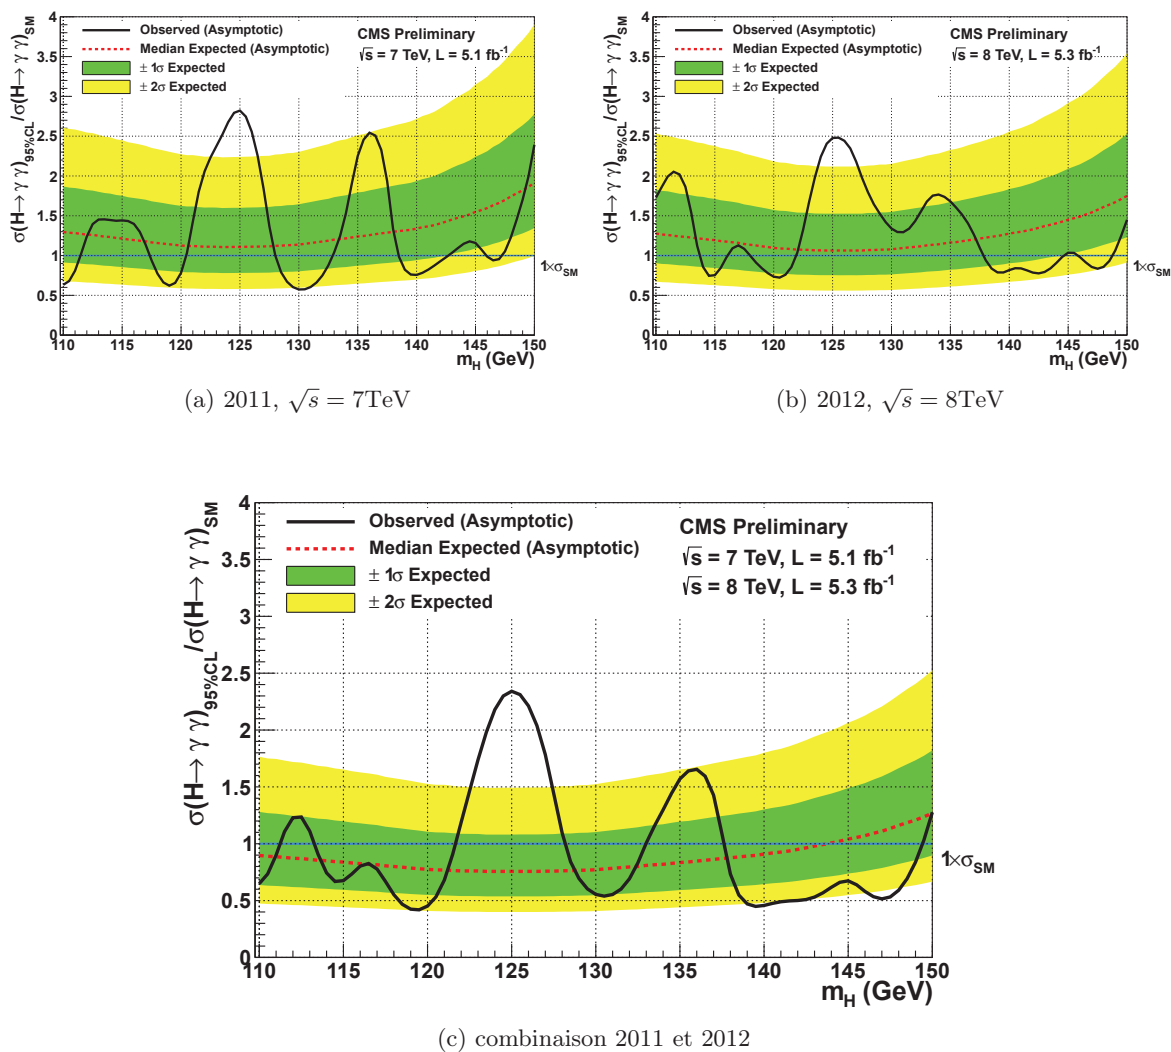 4
3.5
3
2.5
2
1.5
1
0.5
0
σ(H→ γ γ)95%CL/σ(H→ γ γ)SM
Observed (Asymptotic)
Median Expected (Asymptotic)
± 1σ Expected
± 2σ Expected
CMS Preliminary
√s = 7 TeV, L = 5.1 fb-1
1×σSM
110 115 120 125 130 135 140 145 150
mH (GeV)
(a) 2011, √s = 7TeV
4
3.5
3
2.5
2
1.5
1
0.5
0
σ(H→ γ γ)95%CL/σ(H→ γ γ)SM
Observed (Asymptotic)
Median Expected (Asymptotic)
± 1σ Expected
± 2σ Expected
CMS Preliminary
√s = 8 TeV, L = 5.3 fb-1
1×σSM
110 115 120 125 130 135 140 145 150
mH (GeV)
(b) 2012, √s = 8TeV
4
3.5
3
2.5
2
1.5
1
0.5
0
σ(H→ γ γ)95%CL/σ(H→ γ γ)SM
Observed (Asymptotic)
Median Expected (Asymptotic)
± 1σ Expected
± 2σ Expected
CMS Preliminary
√s = 7 TeV, L = 5.1 fb-1
√s = 8 TeV, L = 5.3 fb-1
1×σSM
110 115 120 125 130 135 140 145 150
mH (GeV)
(c) combinaison 2011 et 2012